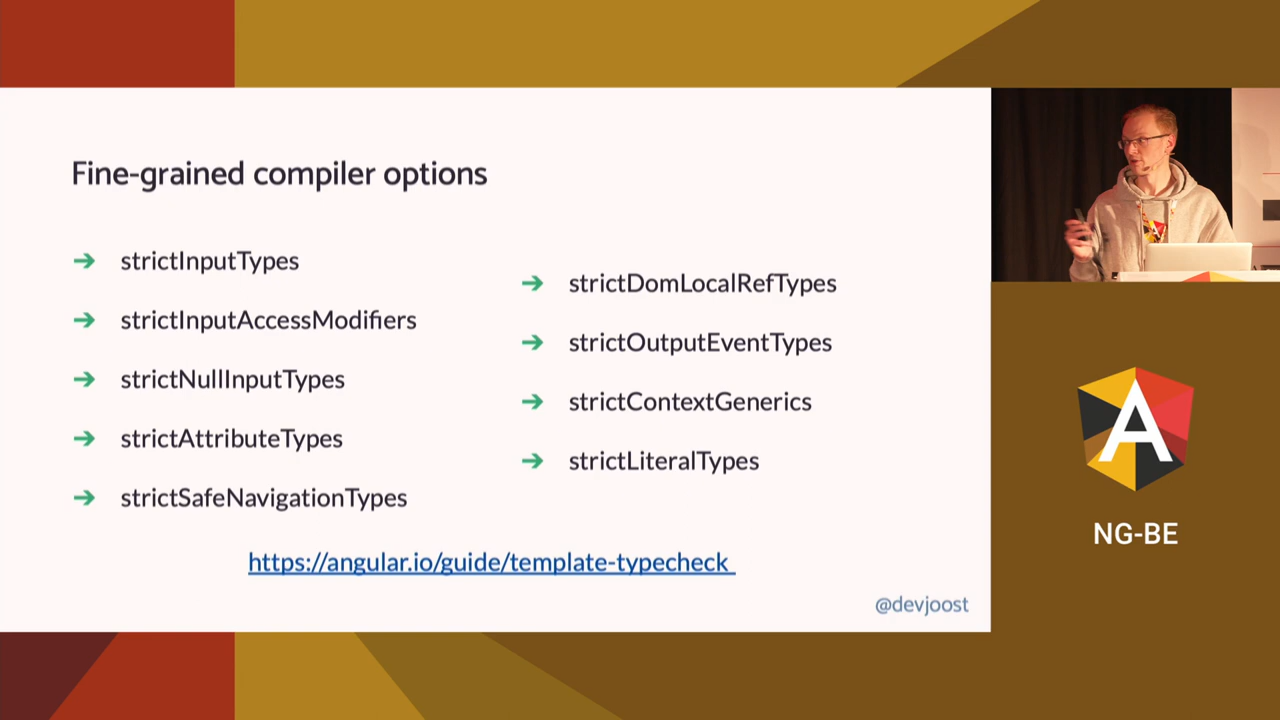 Fine-grained compiler options
➔ strictInputTypes
➔ strictInputAccessModifiers
➔ strictNullInputTypes
➔ strictAttributeTypes
➔ strictSafeNavigationTypes
➔ strictDomLocalRefTypes
➔ strictOutputEventTypes
➔ strictContextGenerics
➔ strictLiteralTypes
https://angular.io/guide/template-typecheck
@devjoost
A
NG-BE